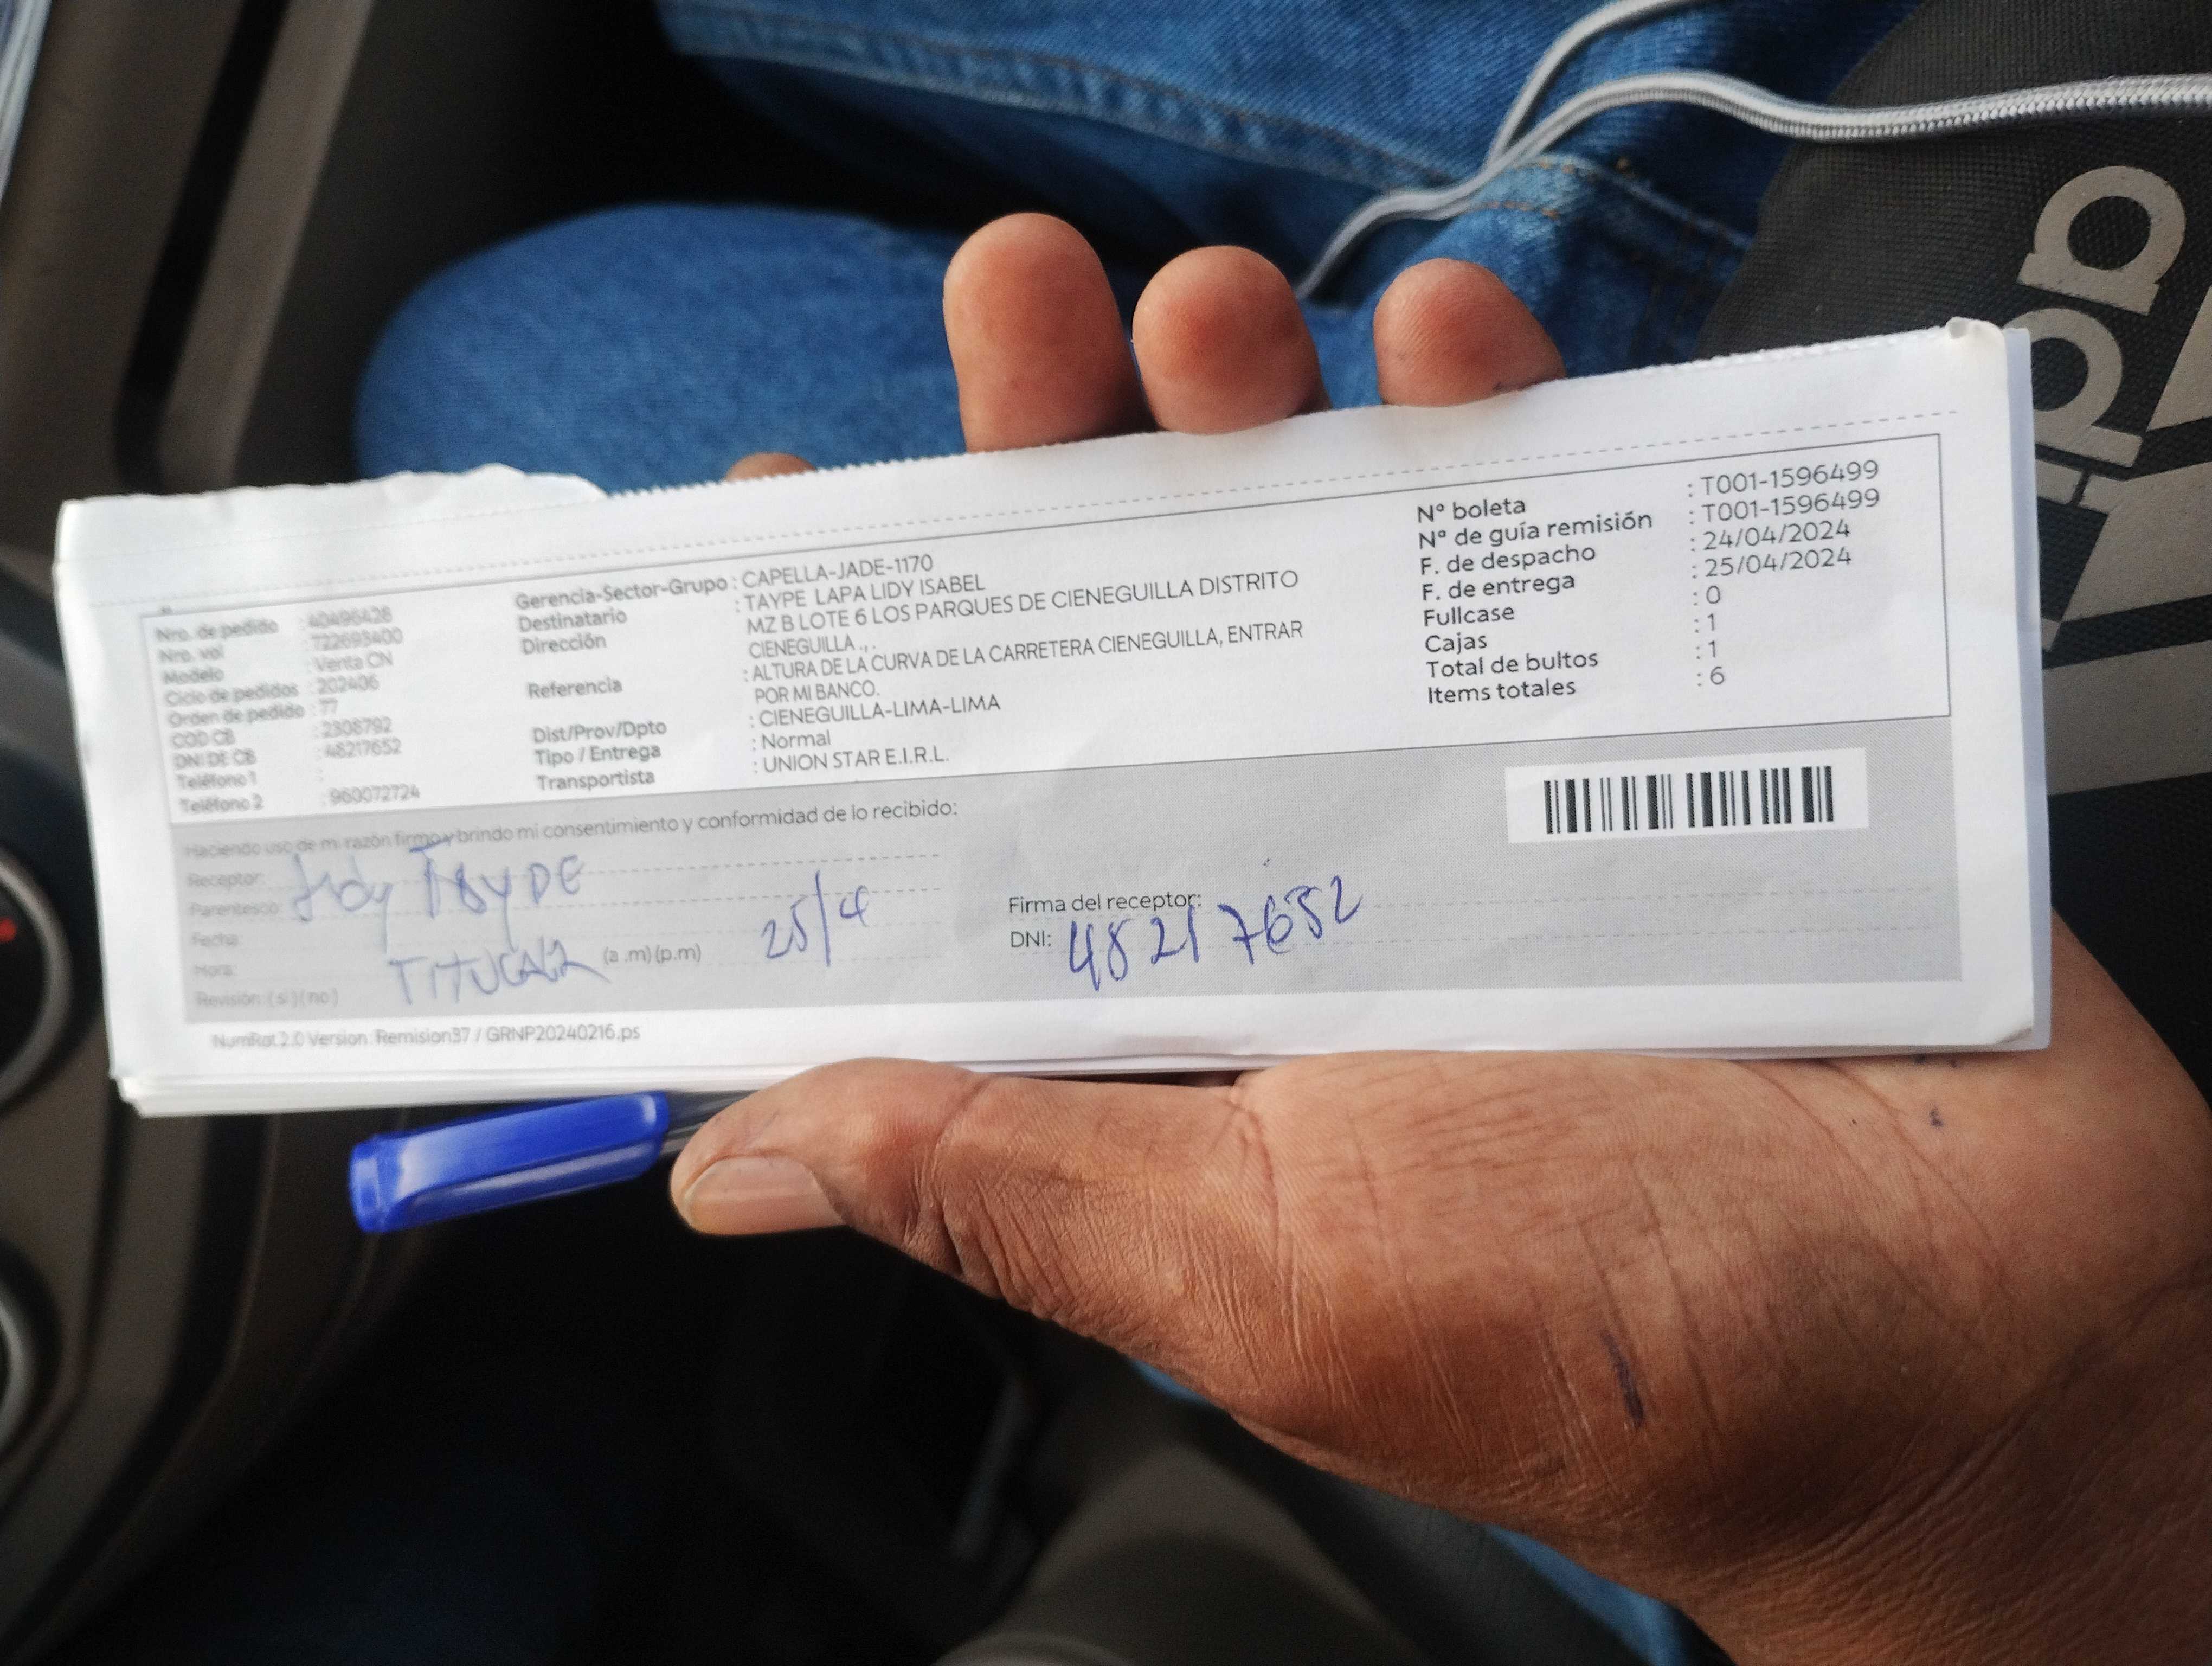 Nro. de pedido : 40496428
Nro. vol : 722693400
Modelo : Venta CN
Ciclo de pedidos : 202406
Orden de pedido : 77
COD CB : 2308792
DNI DE CB : 48217652
Teléfono 1 :
Teléfono 2 : 960072724
Gerencia-Sector-Grupo : CAPELLA-JADE-1170
Destinatario : TAYPE LAPA LIDY ISABEL
Dirección MZ B LOTE 6 LOS PARQUES DE CIENEGUILLA DISTRITO
CIENEGUILLA ., .
Referencia : ALTURA DE LA CURVA DE LA CARRETERA CIENEGUILLA, ENTRAR
POR MI BANCO.
Dist/Prov/Dpto : CIENEGUILLA-LIMA-LIMA
Tipo / Entrega : Normal
Transportista : UNION STAR E.I.R.L.
Nº boleta : T001-1596499
Nº de guía remisión : T001-1596499
F. de despacho : 24/04/2024
F. de entrega : 25/04/2024
Fullcase : 0
Cajas : 1
Total de bultos : 1
Items totales : 6
Haciendo uso de mi razón firmo y brindo mi consentimiento y conformidad de lo recibido:
Receptor:
Parentesco:
Fecha: 25/4
Hora: (a .m) (p.m)
Revisión: ( si ) ( no )
Firma del receptor:
DNI: 48217652
NumRot 2.0 Version: Remision37 / GRNP20240216.ps